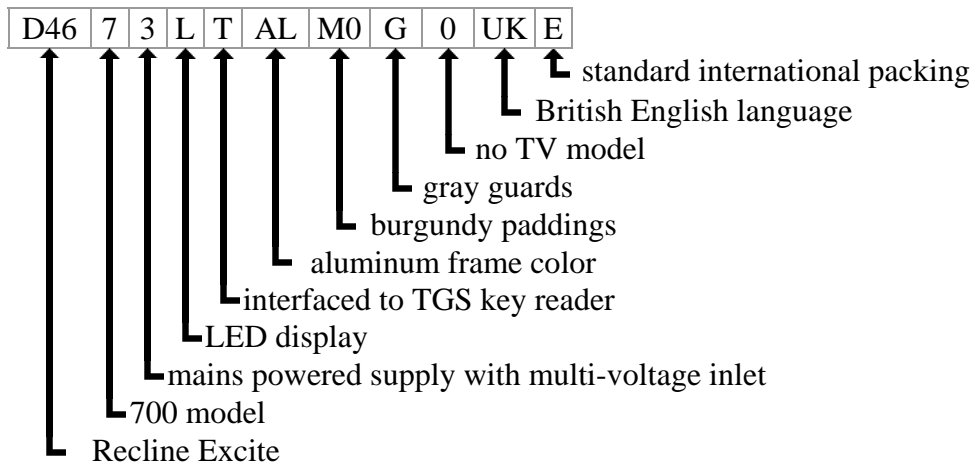 D46 7 3 L T AL M0 G 0 UK E
standard international packing
British English language
no TV model
gray guards
burgundy paddings
aluminum frame color
interfaced to TGS key reader
LED display
mains powered supply with multi-voltage inlet
700 model
Recline Excite